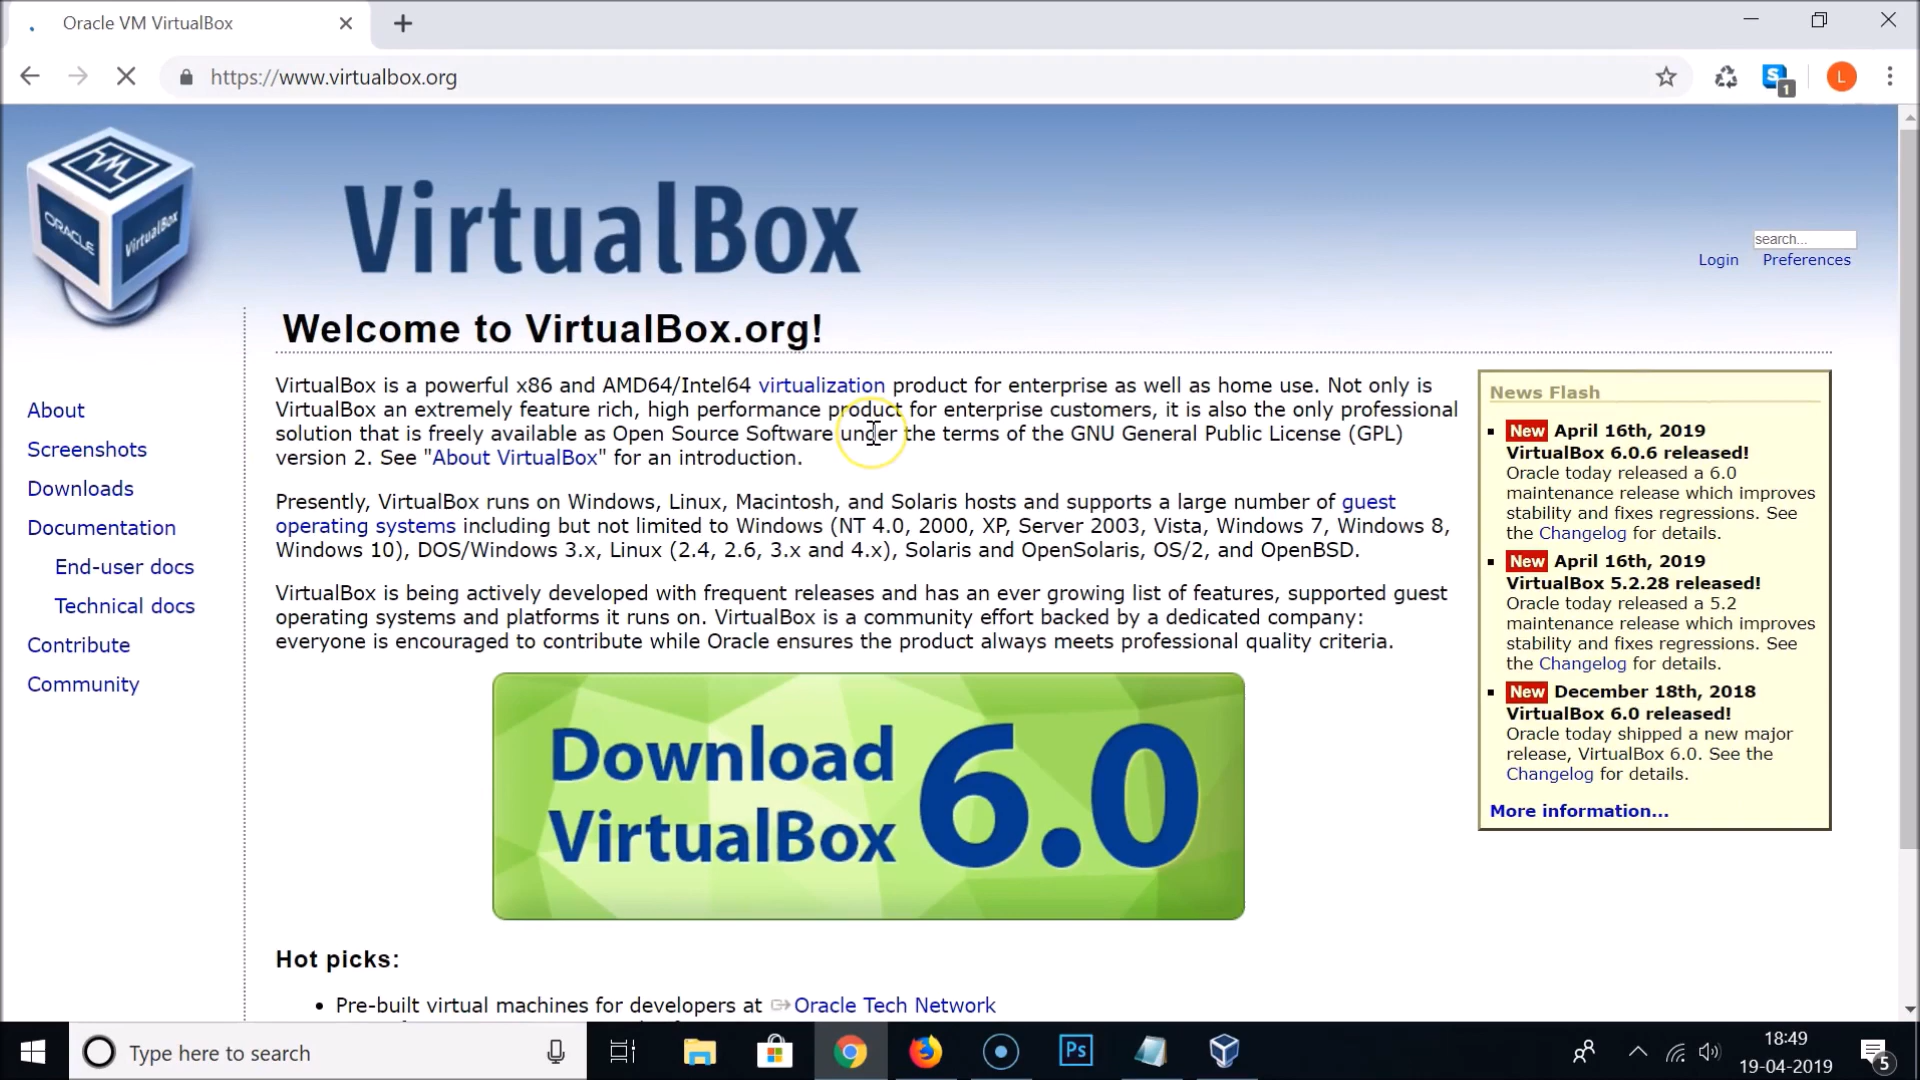 Oracle VM VirtualBox
https://www.virtualbox.org
1
L
ORACLE
VirtualBox
VirtualBox
search...
Login Preferences
Welcome to VirtualBox.org!
About
Screenshots
Downloads
Documentation
End-user docs
Technical docs
Contribute
Community
VirtualBox is a powerful x86 and AMD64/Intel64 virtualization product for enterprise as well as home use. Not only is
VirtualBox an extremely feature rich, high performance product for enterprise customers, it is also the only professional
solution that is freely available as Open Source Software under the terms of the GNU General Public License (GPL)
version 2. See "About VirtualBox" for an introduction.
Presently, VirtualBox runs on Windows, Linux, Macintosh, and Solaris hosts and supports a large number of guest
operating systems including but not limited to Windows (NT 4.0, 2000, XP, Server 2003, Vista, Windows 7, Windows 8,
Windows 10), DOS/Windows 3.x, Linux (2.4, 2.6, 3.x and 4.x), Solaris and OpenSolaris, OS/2, and OpenBSD.
VirtualBox is being actively developed with frequent releases and has an ever growing list of features, supported guest
operating systems and platforms it runs on. VirtualBox is a community effort backed by a dedicated company:
everyone is encouraged to contribute while Oracle ensures the product always meets professional quality criteria.
Download
VirtualBox
6.0
Hot picks:
• Pre-built virtual machines for developers at Oracle Tech Network
News Flash
New April 16th, 2019
VirtualBox 6.0.6 released!
Oracle today released a 6.0
maintenance release which improves
stability and fixes regressions. See
the Changelog for details.
New April 16th, 2019
VirtualBox 5.2.28 released!
Oracle today released a 5.2
maintenance release which improves
stability and fixes regressions. See
the Changelog for details.
New December 18th, 2018
VirtualBox 6.0 released!
Oracle today shipped a new major
release, VirtualBox 6.0. See the
Changelog for details.
More information...
Type here to search
Ps
18:49
19-04-2019
5